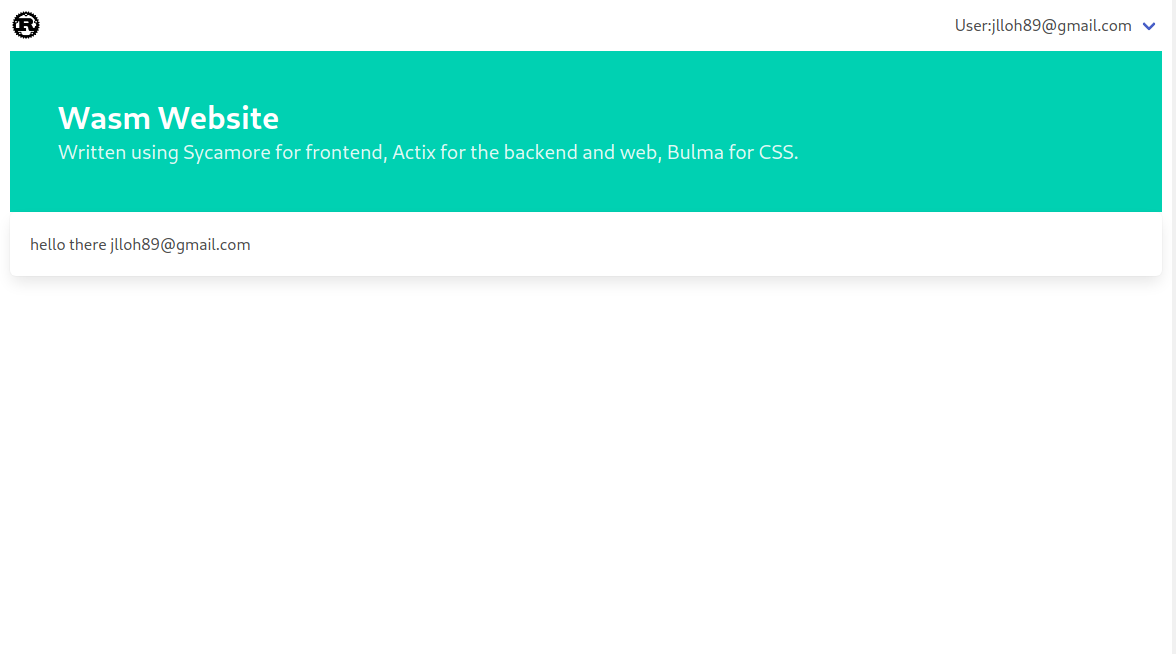 R
User:jlloh89@gmail.com
Wasm Website
Written using Sycamore for frontend, Actix for the backend and web, Bulma for CSS.
hello there jlloh89@gmail.com